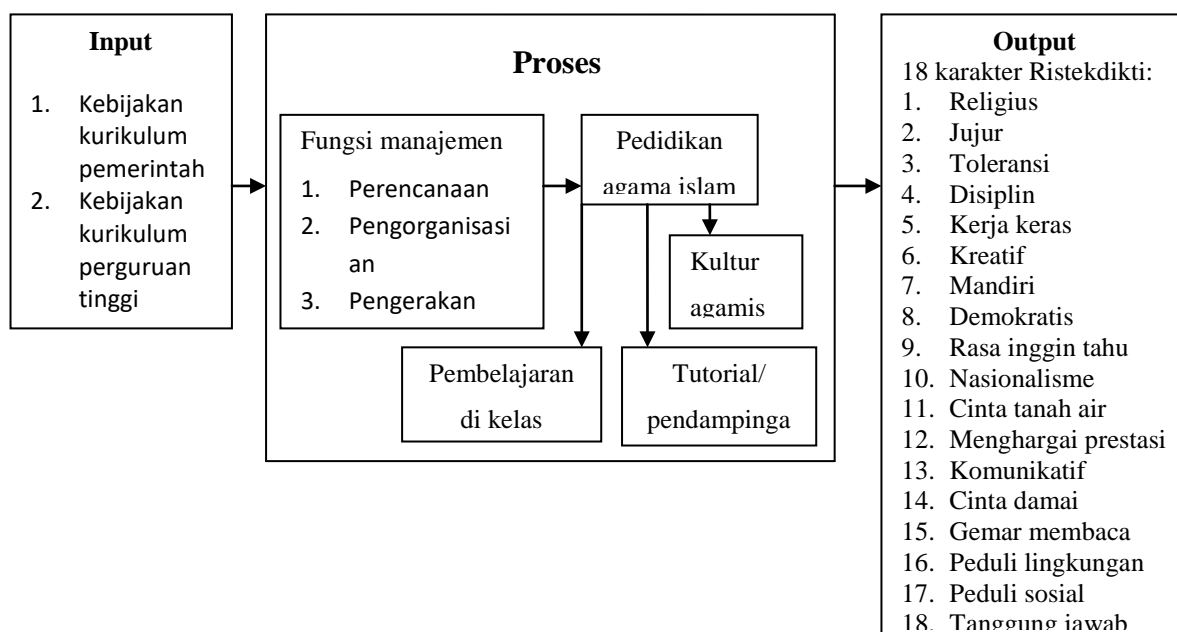 Input
1. Kebijakan
kurikulum
pemerintah
2. Kebijakan
kurikulum
perguruan
tinggi
Proses
Fungsi manajemen
1. Perencanaan
2. Pengorganisasi
an
3. Pengerakan
Pedidikan
agama islam
Kultur
agamis
Pembelajaran
di kelas
Tutorial/
pendampinga
Output
18 karakter Ristekdikti:
1. Religius
2. Jujur
3. Toleransi
4. Disiplin
5. Kerja keras
6. Kreatif
7. Mandiri
8. Demokratis
9. Rasa inggin tahu
10. Nasionalisme
11. Cinta tanah air
12. Menghargai prestasi
13. Komunikatif
14. Cinta damai
15. Gemar membaca
16. Peduli lingkungan
17. Peduli sosial
18. Tanggung jawab